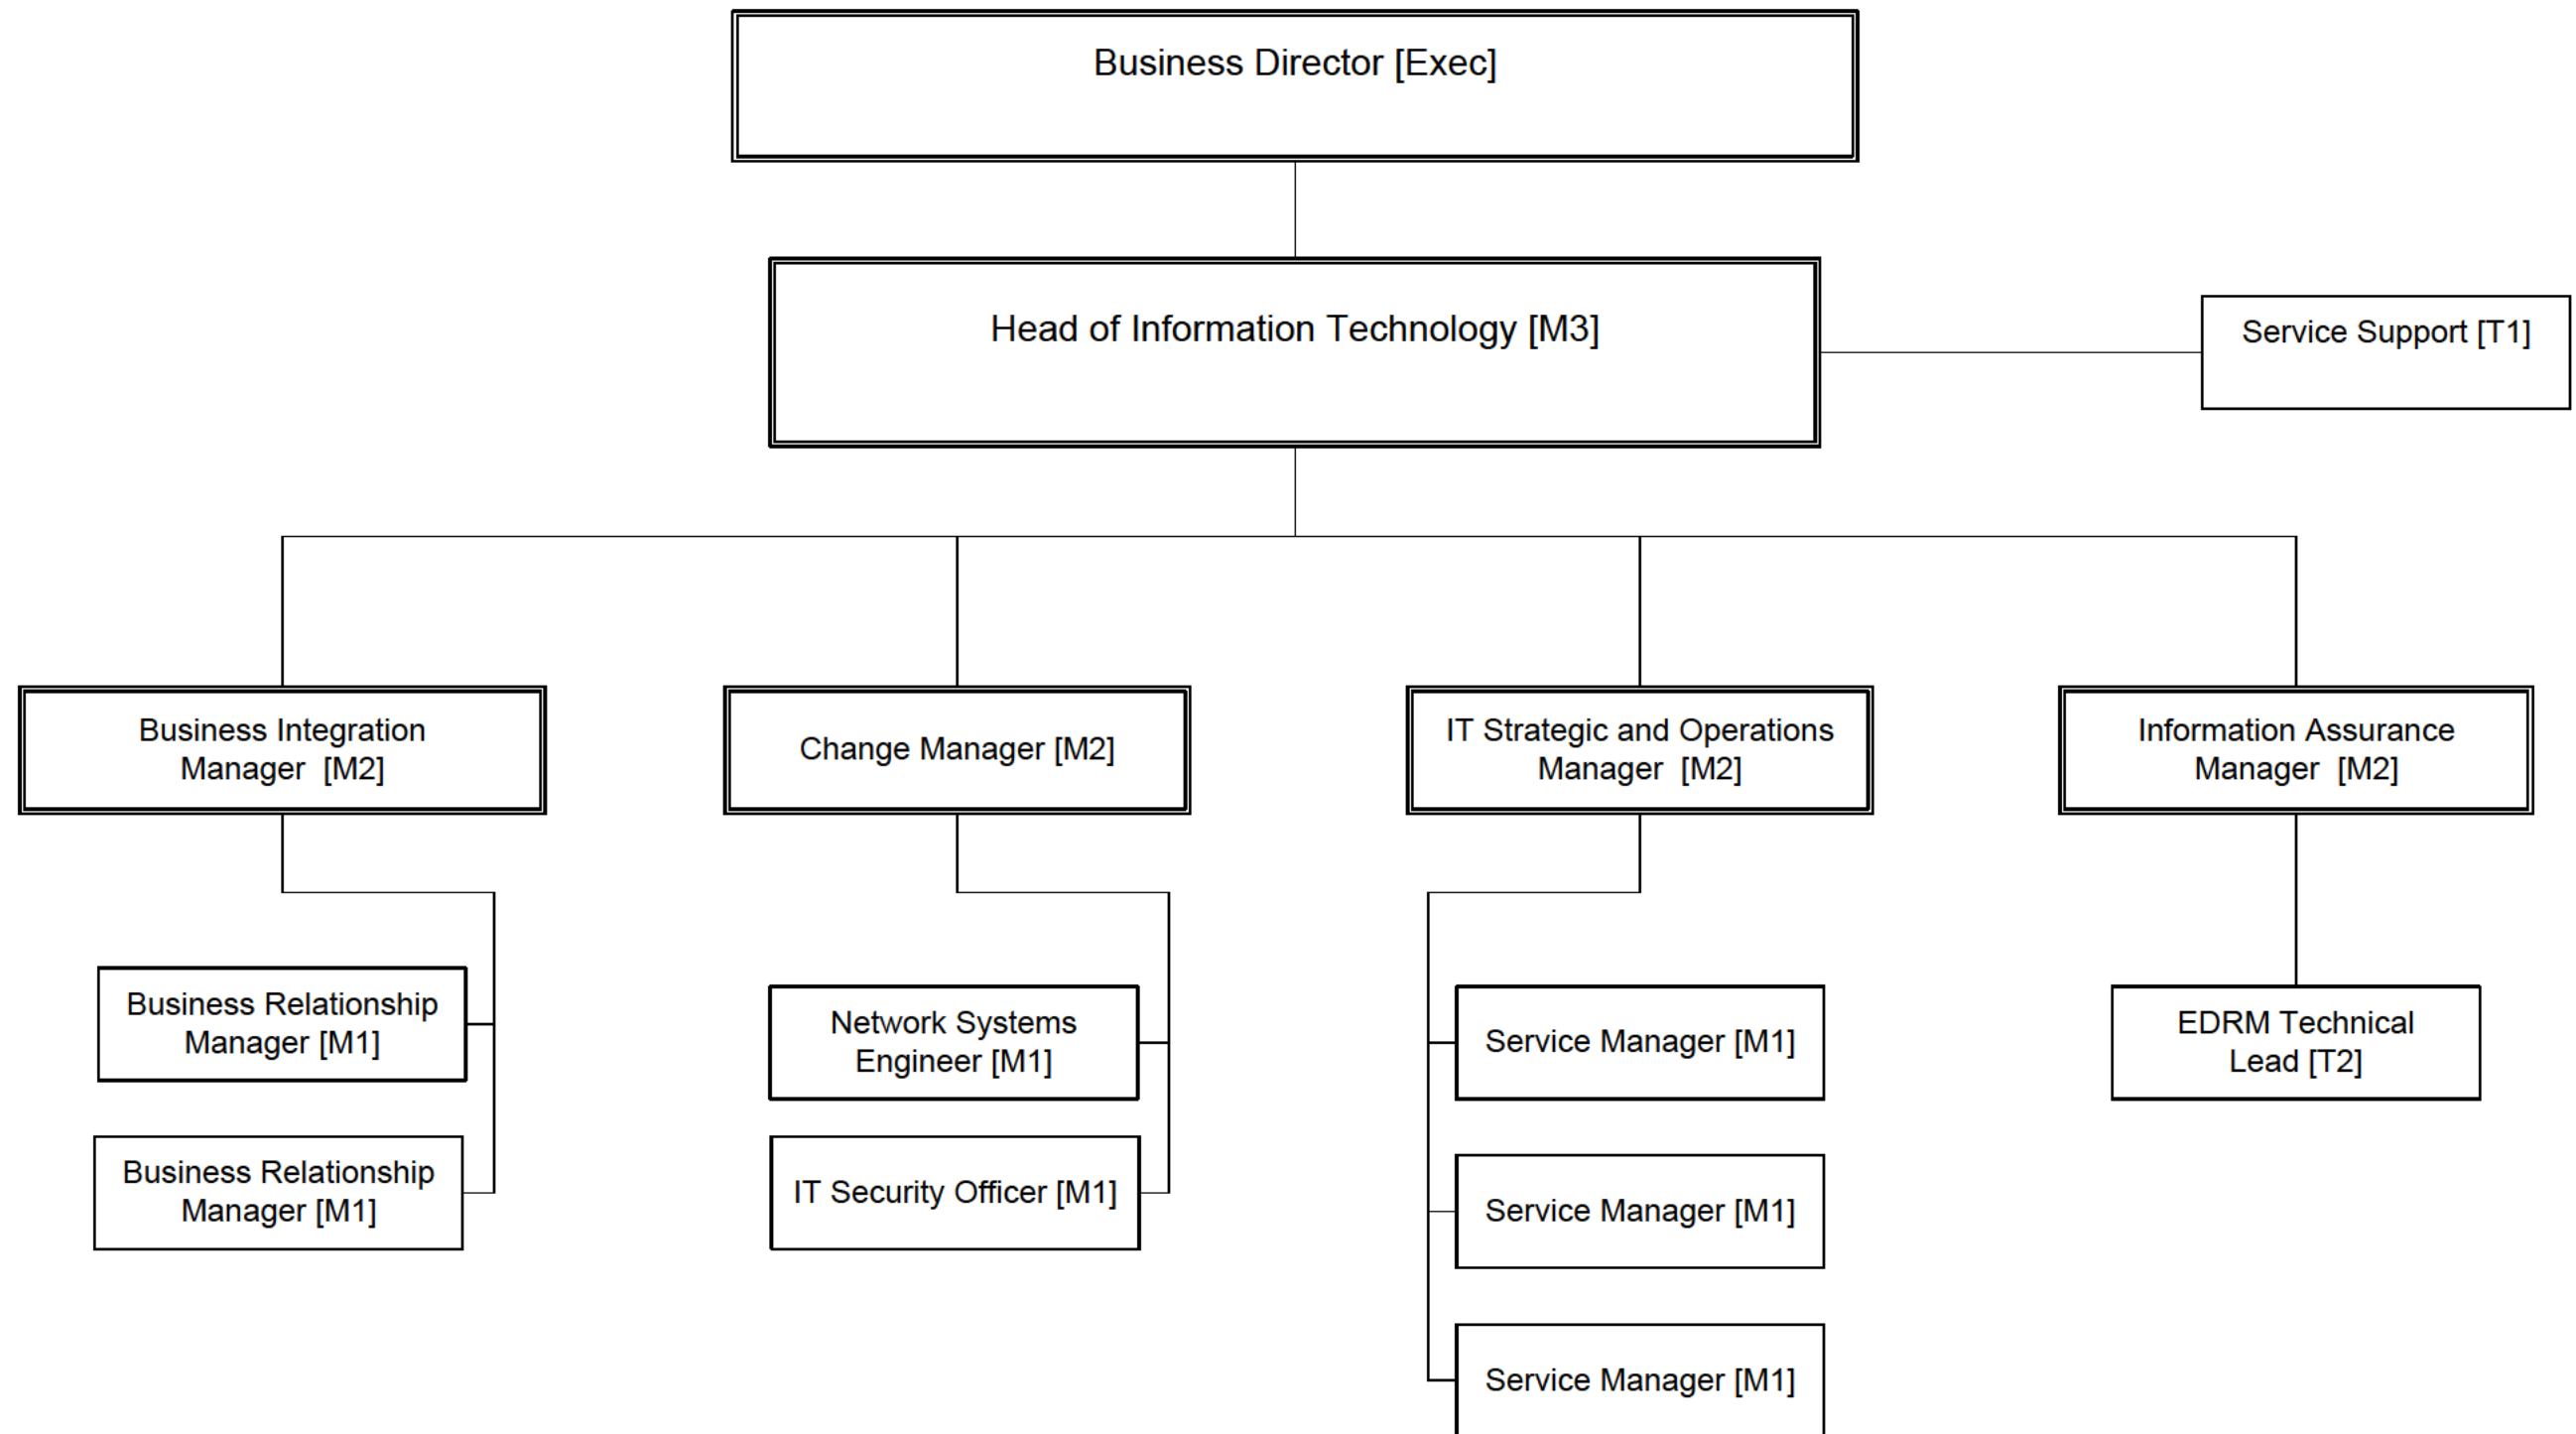 Business Director [Exec]
Head of Information Technology [M3]
Service Support [T1]
Business Integration
Manager  [M2]
Change Manager [M2]
IT Strategic and Operations
Manager  [M2]
Information Assurance
Manager  [M2]
Business Relationship
Manager [M1]
Business Relationship
Manager [M1]
Network Systems
Engineer [M1]
IT Security Officer [M1]
Service Manager [M1]
Service Manager [M1]
Service Manager [M1]
EDRM Technical
Lead [T2]